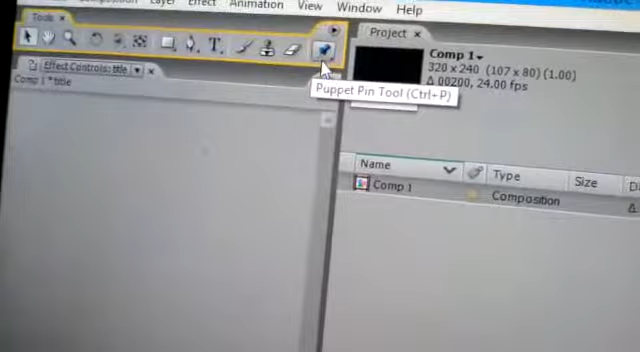 Layer Effect Animation View Window Help
Tools ×
Effect Controls: title
Comp 1 * title
Puppet Pin Tool (Ctrl+P)
Project ×
Comp 1
320 x 240 (107 x 80) (1.00)
Δ 00200, 24.00 fps
Name Type Size
Comp 1 Composition